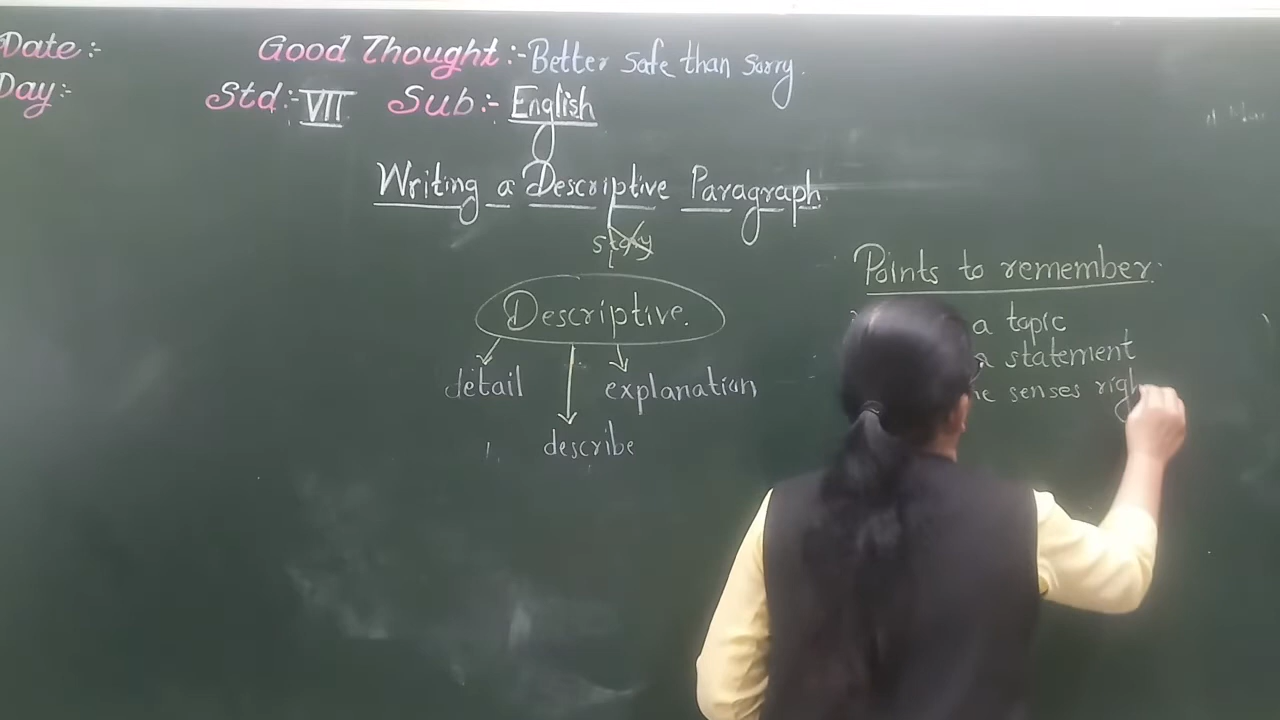 Date:-
Good Thought:- Better safe than sorry.
Day:-
Std:- VII Sub:- English
Writing a Descriptive Paragraph
story
Descriptive.
detail
explanation
describe
Points to remember:
a topic
a statement
senses